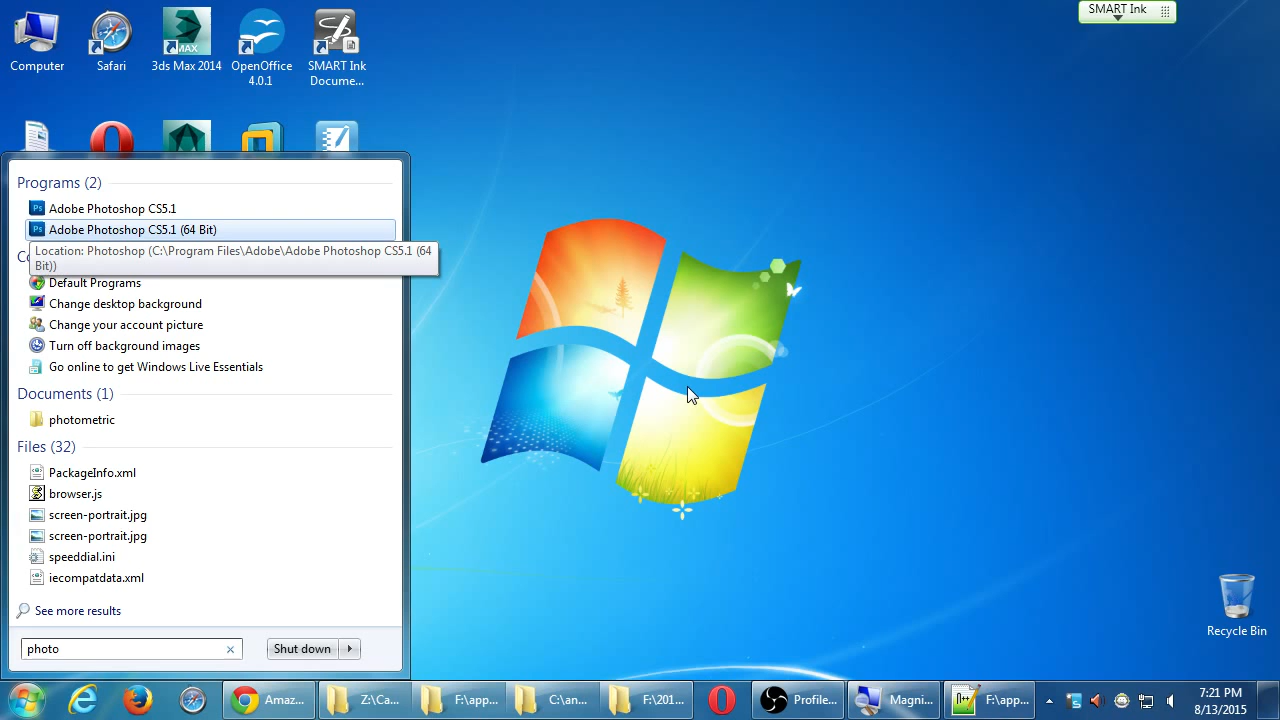 SMART Ink
Computer
Safari
3ds Max 2014
OpenOffice
4.0.1
SMART Ink
Docume...
MAX
Programs (2)
Ps Adobe Photoshop CS5.1
Ps Adobe Photoshop CS5.1 (64 Bit)
Location: Photoshop (C:\Program Files\Adobe\Adobe Photoshop CS5.1 (64
Bit))
Default Programs
Change desktop background
Change your account picture
Turn off background images
Go online to get Windows Live Essentials
Documents (1)
photometric
Files (32)
PackageInfo.xml
browser.js
screen-portrait.jpg
screen-portrait.jpg
speeddial.ini
iecompatdata.xml
See more results
photo
Shut down
Recycle Bin
Amaz...
Z:\Ca...
F:\app...
C:\an...
F:\201...
Profile...
Magni...
F:\app...
7:21 PM
8/13/2015